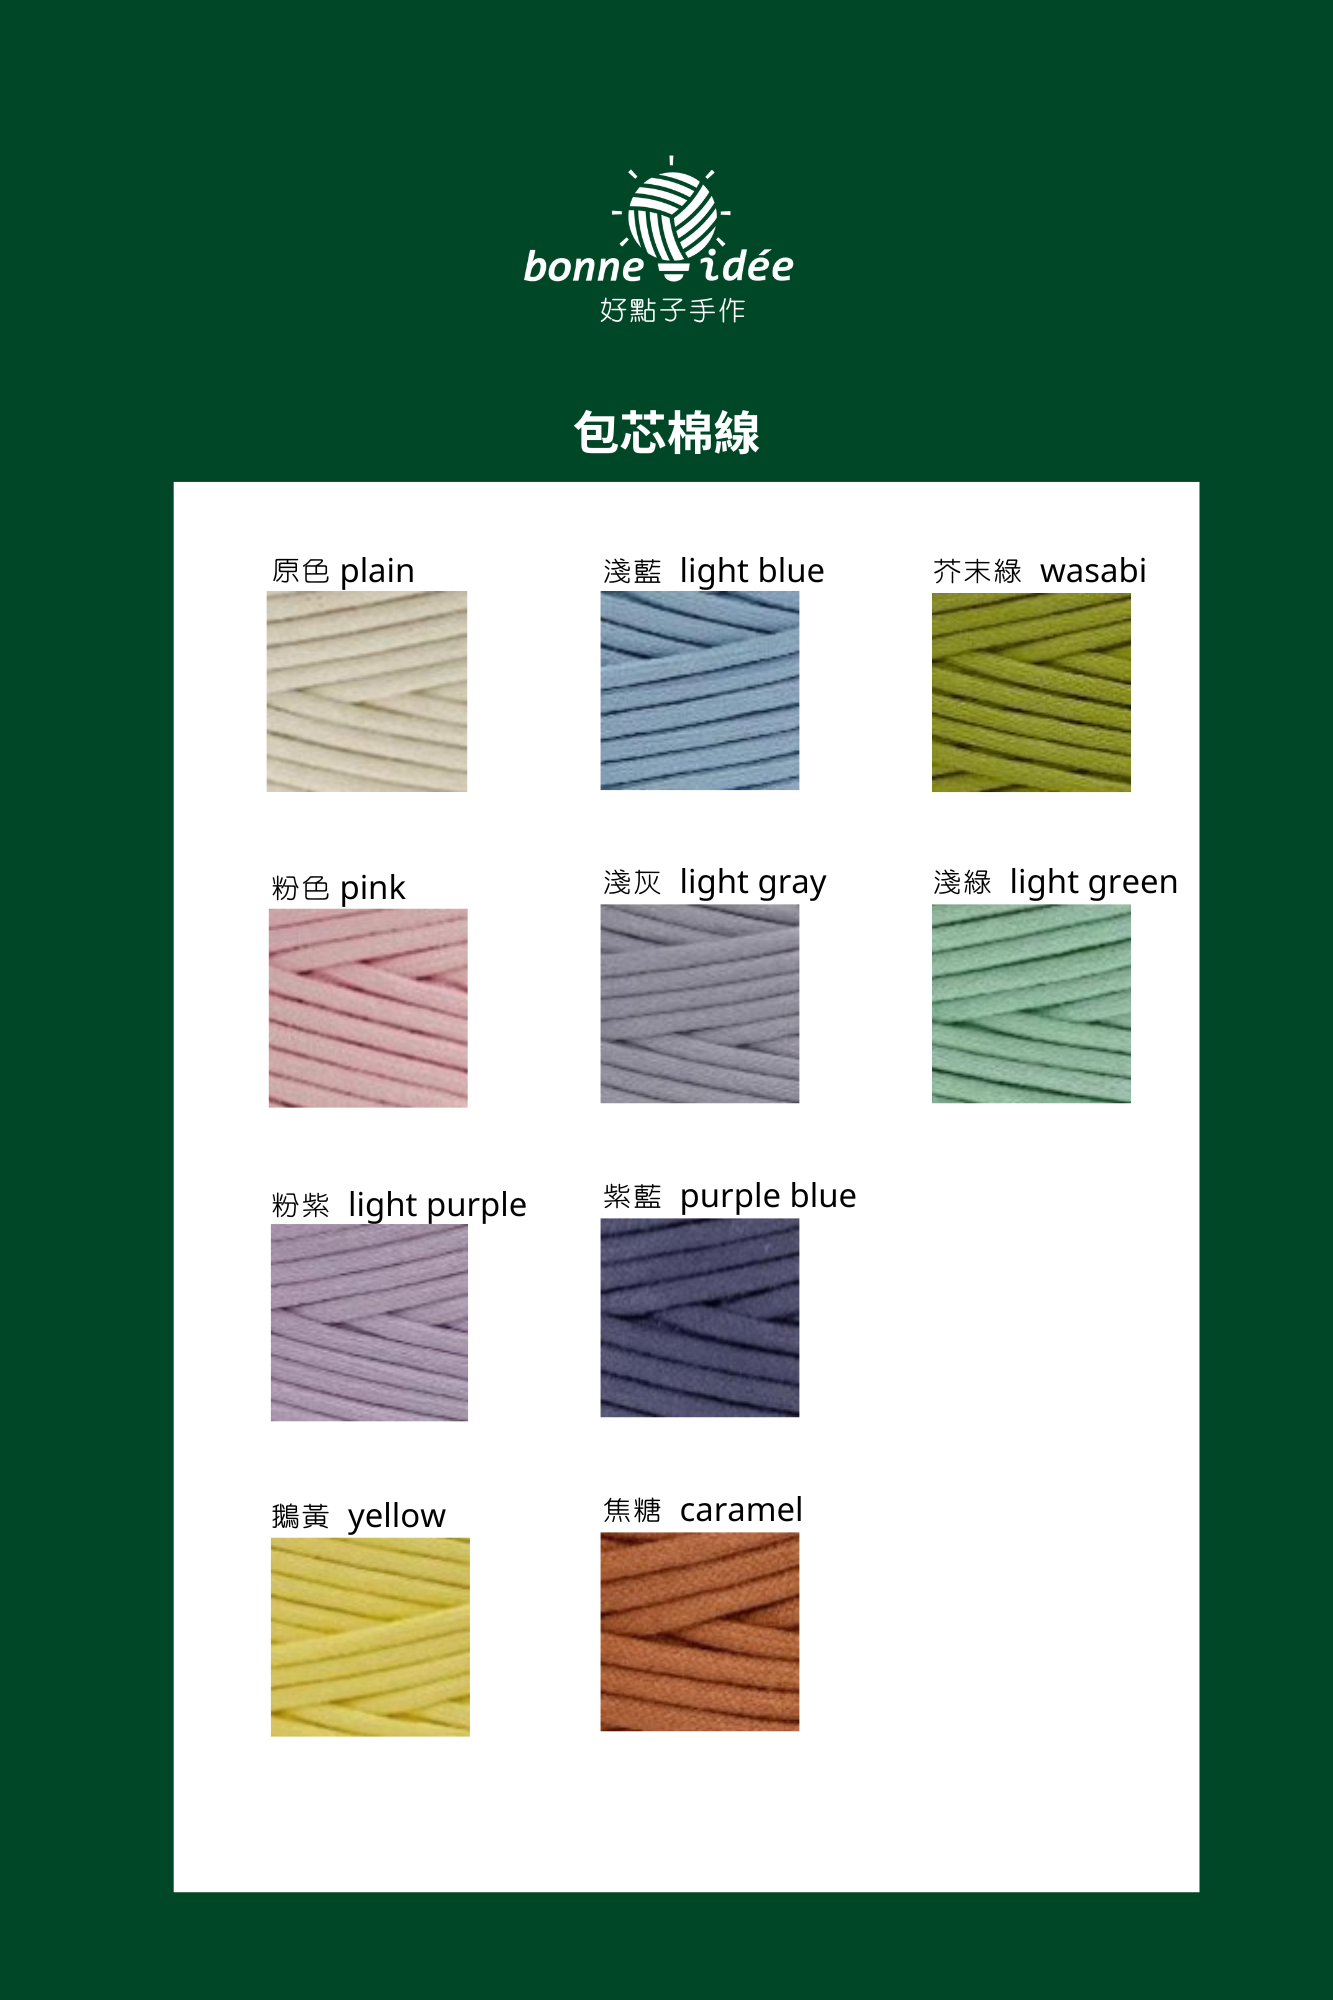 bonne idée
好點子手作
包芯棉線
原色 plain
淺藍 light blue
芥末綠 wasabi
粉色 pink
淺灰 light gray
淺綠 light green
粉紫 light purple
紫藍 purple blue
鵝黃 yellow
焦糖 caramel